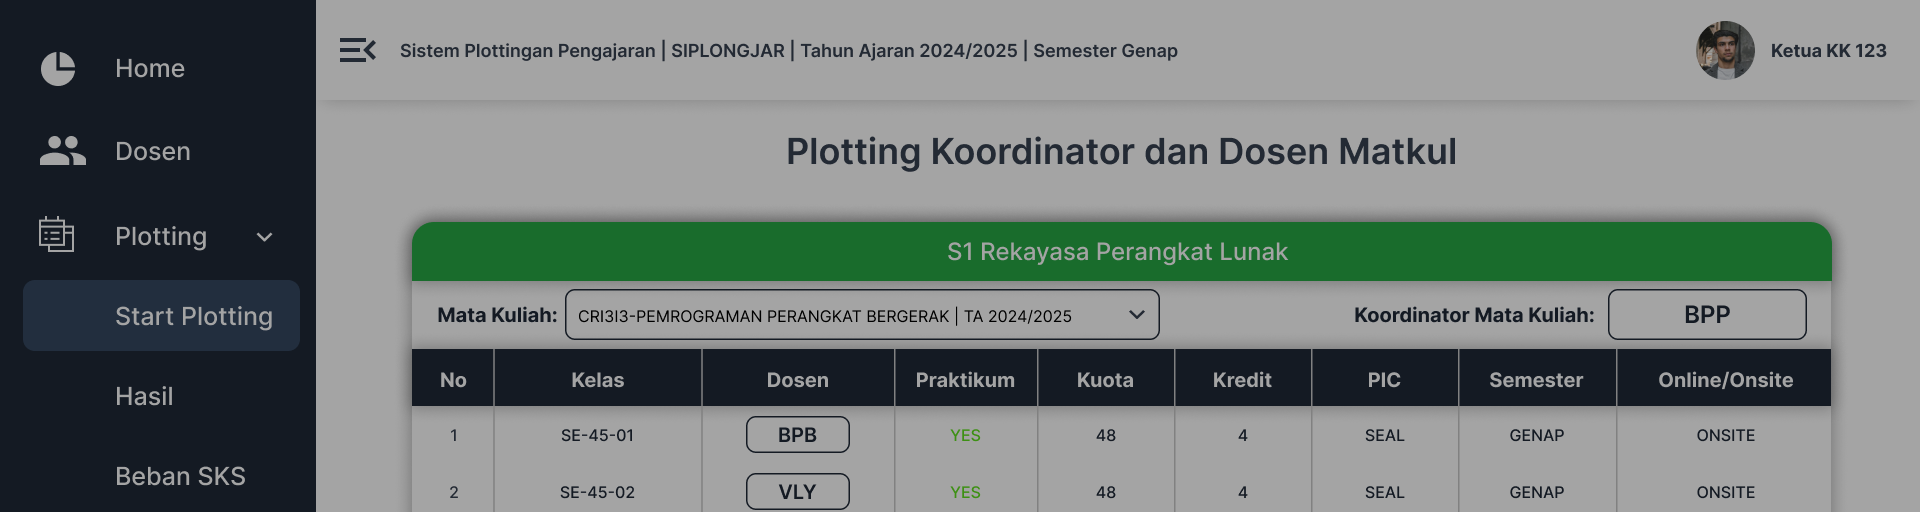 Home
Dosen
Plotting
Start Plotting
Hasil
Beban SKS
Sistem Plottingan Pengajaran | SIPLONGJAR | Tahun Ajaran 2024/2025 | Semester Genap
Ketua KK 123
Plotting Koordinator dan Dosen Matkul
S1 Rekayasa Perangkat Lunak
Mata Kuliah: CRI3I3-PEMROGRAMAN PERANGKAT BERGERAK | TA 2024/2025 Koordinator Mata Kuliah: BPP
No Kelas Dosen Praktikum Kuota Kredit PIC Semester Online/Onsite
1 SE-45-01 BPB YES 48 4 SEAL GENAP ONSITE
2 SE-45-02 VLY YES 48 4 SEAL GENAP ONSITE